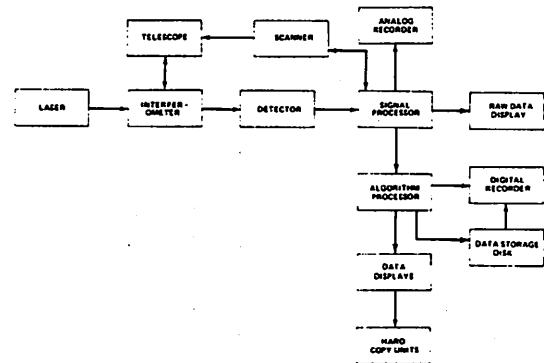 ANALOG
RECORDER
TELESCOPE
SCANNER
LASER
INTERFER-
OMETER
DETECTOR
SIGNAL
PROCESSOR
RAW DATA
DISPLAY
ALGORITHM
PROCESSOR
DIGITAL
RECORDER
DATA STORAGE
DISK
DATA
DISPLAYS
HARD
COPY UNITS